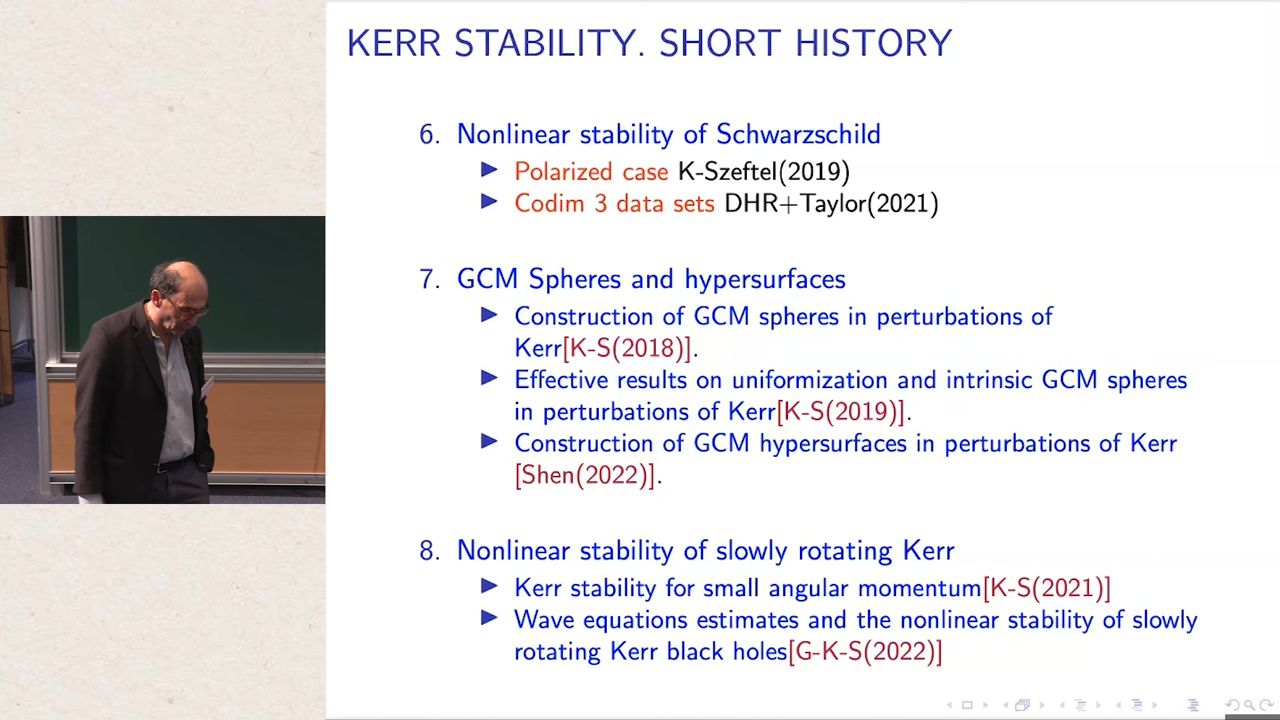 KERR STABILITY. SHORT HISTORY
6. Nonlinear stability of Schwarzschild
▶ Polarized case K-Szeftel(2019)
▶ Codim 3 data sets DHR+Taylor(2021)
7. GCM Spheres and hypersurfaces
▶ Construction of GCM spheres in perturbations of
Kerr[K-S(2018)].
▶ Effective results on uniformization and intrinsic GCM spheres
in perturbations of Kerr[K-S(2019)].
▶ Construction of GCM hypersurfaces in perturbations of Kerr
[Shen(2022)].
8. Nonlinear stability of slowly rotating Kerr
▶ Kerr stability for small angular momentum[K-S(2021)]
▶ Wave equations estimates and the nonlinear stability of slowly
rotating Kerr black holes[G-K-S(2022)]